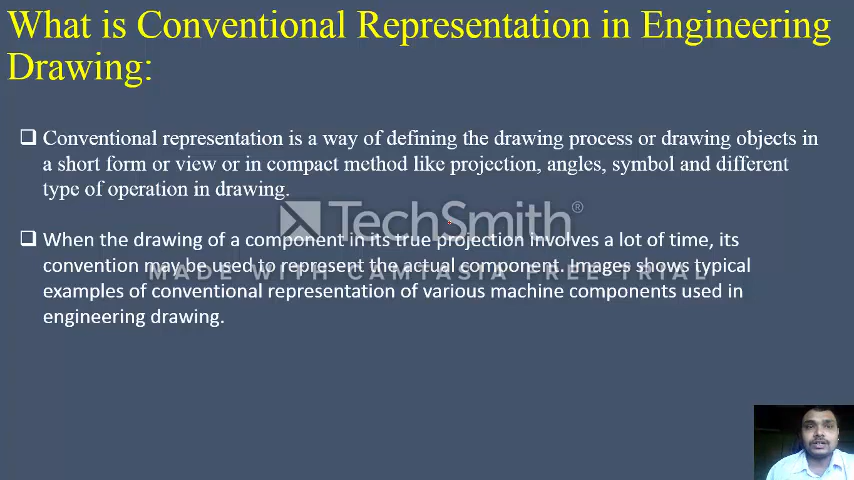 What is Conventional Representation in Engineering
Drawing:
Conventional representation is a way of defining the drawing process or drawing objects in
a short form or view or in compact method like projection, angles, symbol and different
type of operation in drawing.
TechSmith®
When the drawing of a component in its true projection involves a lot of time, its
convention may be used to represent the actual component. Images shows typical
MADE WITH CAMTASIA FREE TRIAL
examples of conventional representation of various machine components used in
engineering drawing.